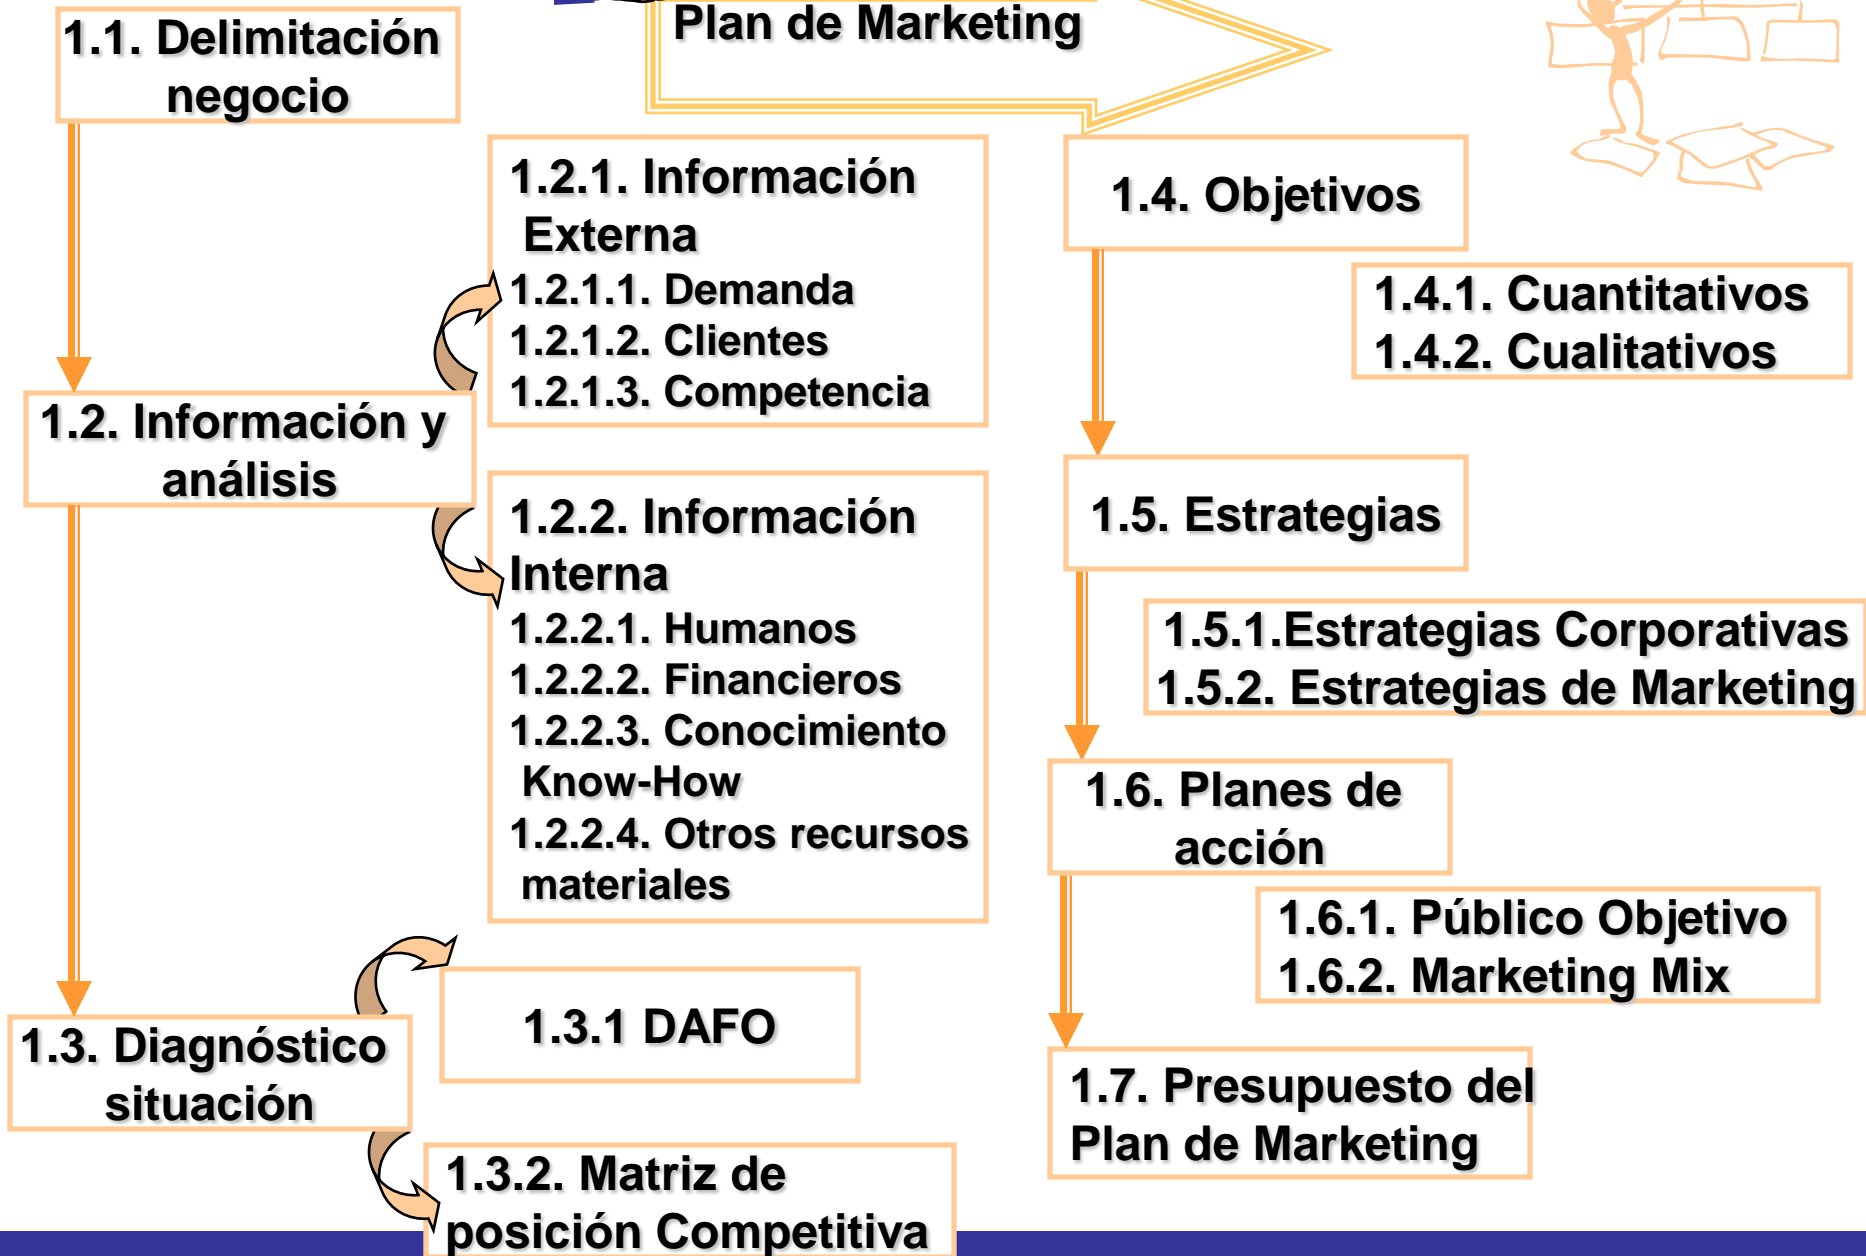 Plan de Marketing
1.1. Delimitación
negocio
1.2. Información y
análisis
1.2.1. Información
Externa
1.2.1.1. Demanda
1.2.1.2. Clientes
1.2.1.3. Competencia
1.2.2. Información
Interna
1.2.2.1. Humanos
1.2.2.2. Financieros
1.2.2.3. Conocimiento
Know-How
1.2.2.4. Otros recursos
materiales
1.3. Diagnóstico
situación
1.3.1 DAFO
1.3.2. Matriz de
posición Competitiva
1.4. Objetivos
1.4.1. Cuantitativos
1.4.2. Cualitativos
1.5. Estrategias
1.5.1.Estrategias Corporativas
1.5.2. Estrategias de Marketing
1.6. Planes de
acción
1.6.1. Público Objetivo
1.6.2. Marketing Mix
1.7. Presupuesto del
Plan de Marketing